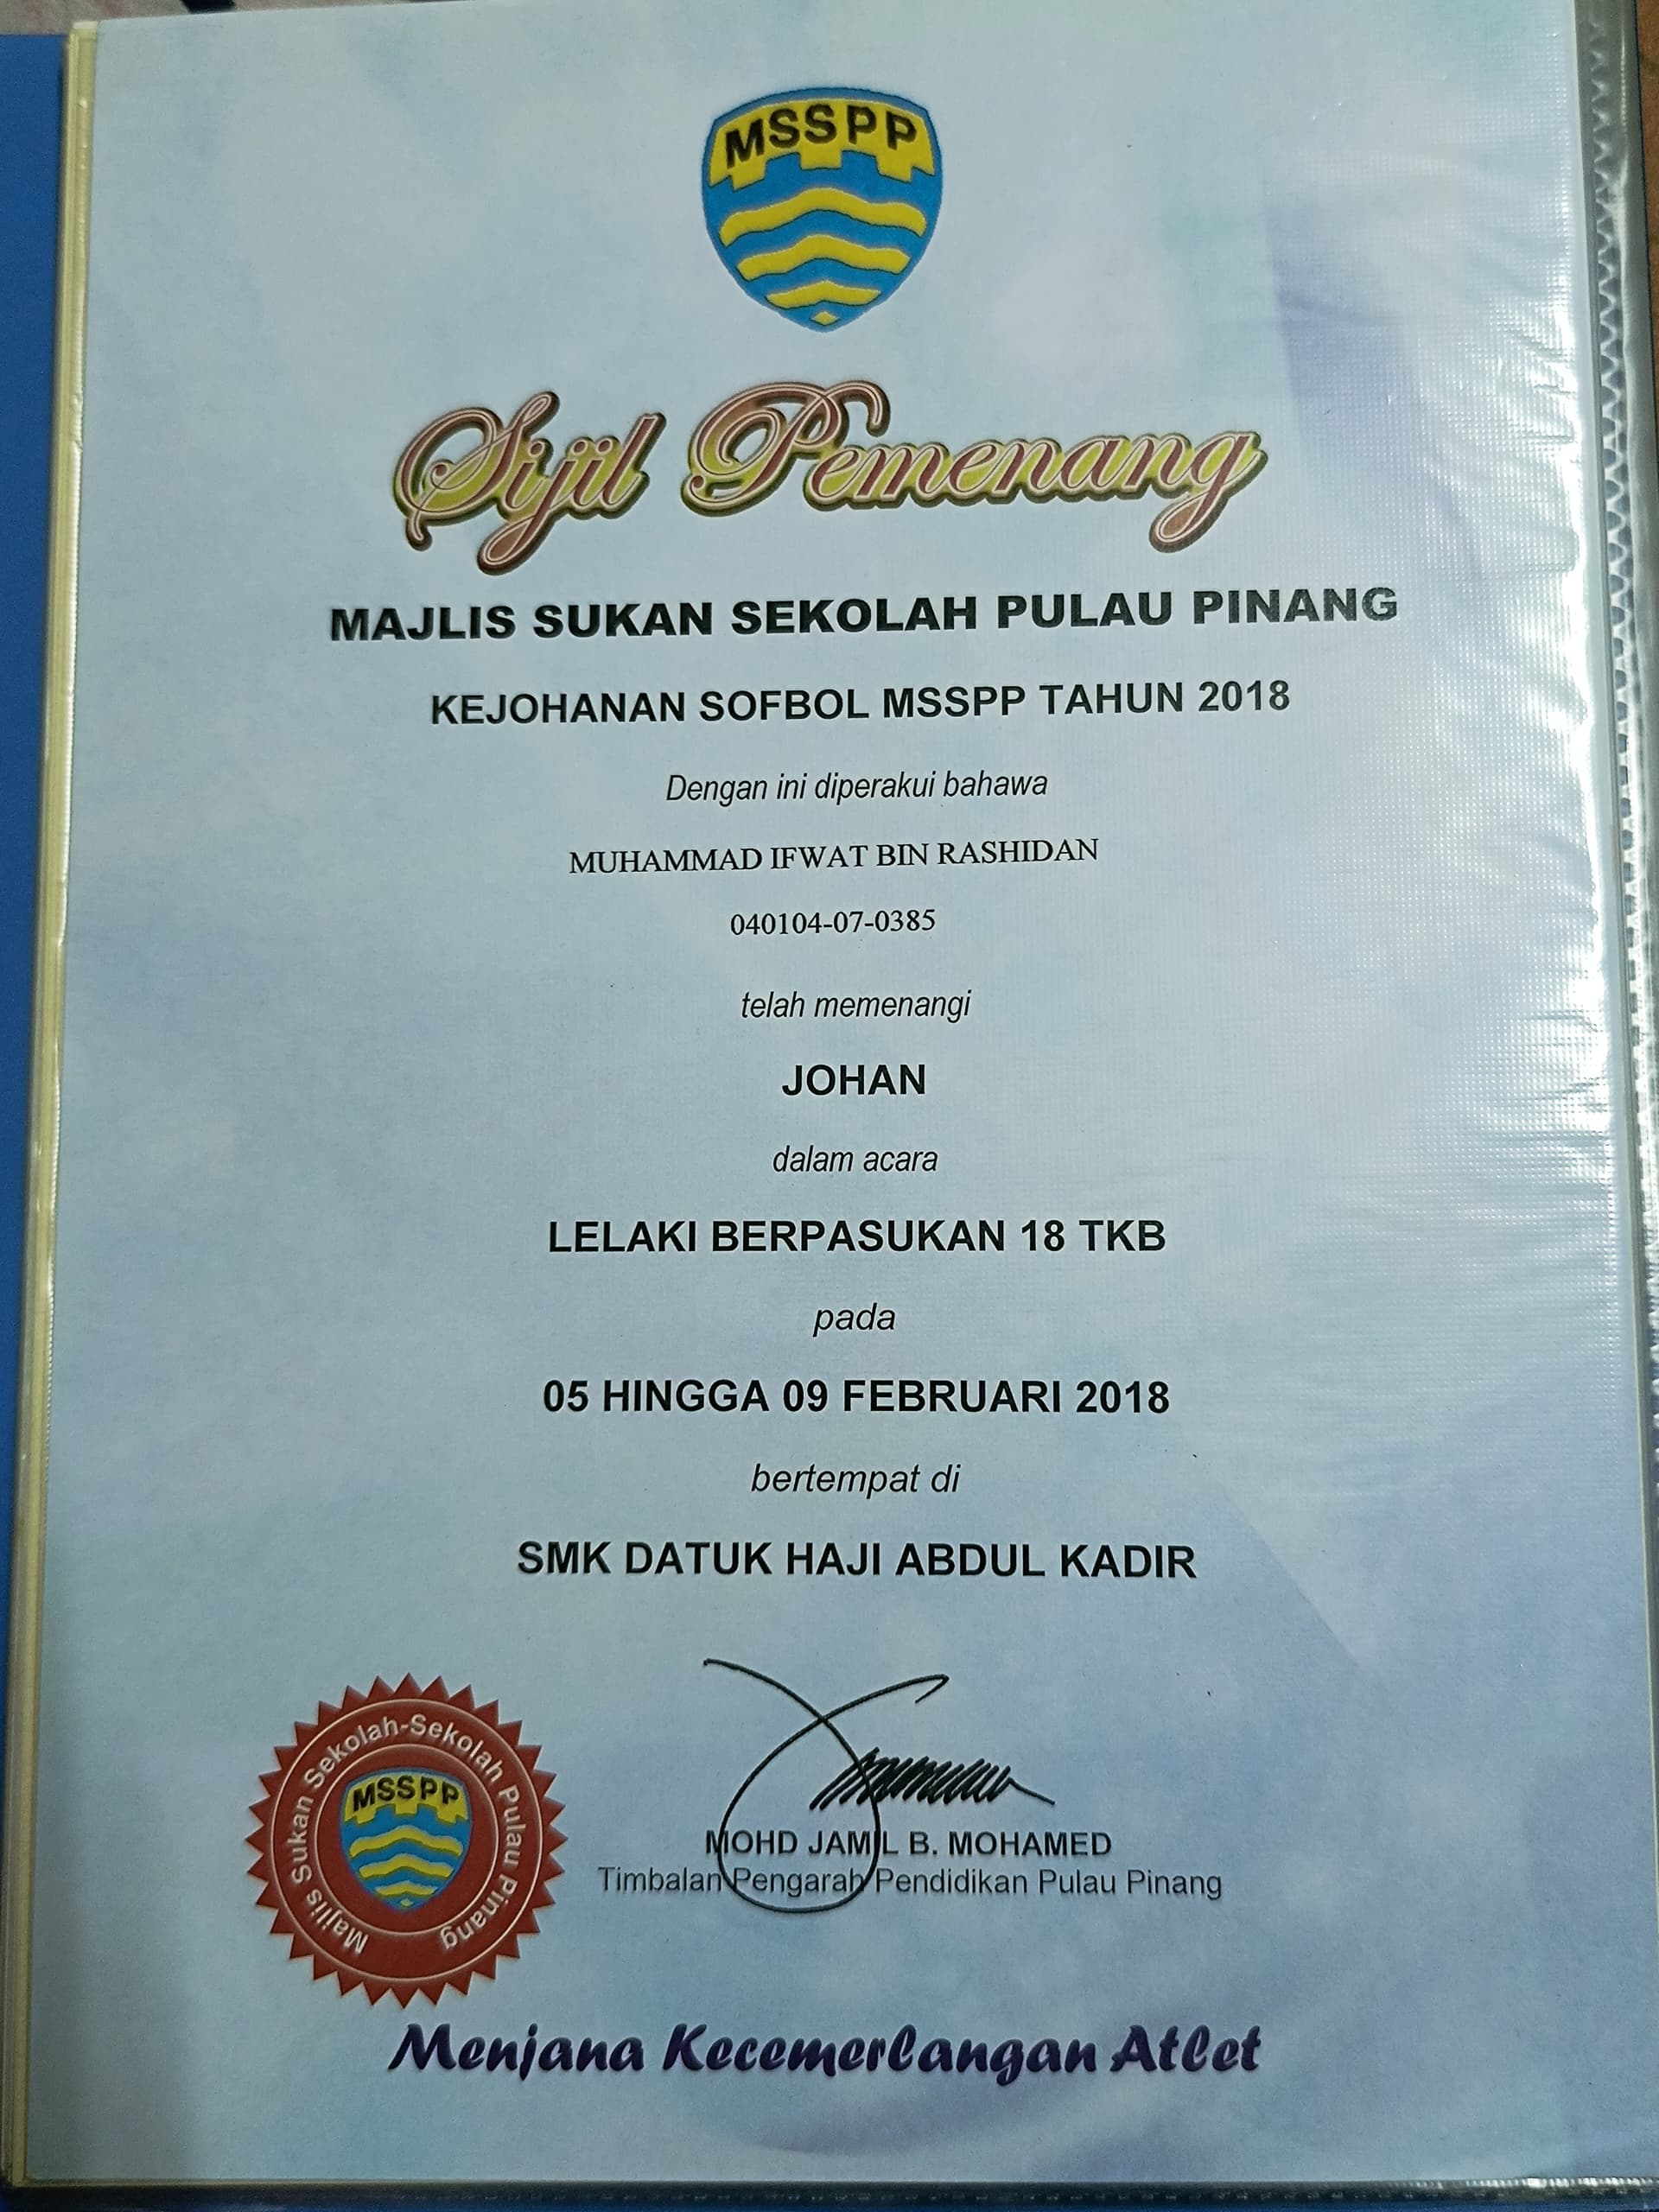 MSSPP
Sijil Pemenang
MAJLIS SUKAN SEKOLAH PULAU PINANG
KEJOHANAN SOFBOL MSSPP TAHUN 2018
Dengan ini diperakui bahawa
MUHAMMAD IFWAT BIN RASHIDAN
040104-07-0385
telah memenangi
JOHAN
dalam acara
LELAKI BERPASUKAN 18 TKB
pada
05 HINGGA 09 FEBRUARI 2018
bertempat di
SMK DATUK HAJI ABDUL KADIR
Majlis Sukan Sekolah-Sekolah Pulau Pinang
MSSPP
MOHD JAMIL B. MOHAMED
Timbalan Pengarah Pendidikan Pulau Pinang
Menjana Kecemerlangan Atlet